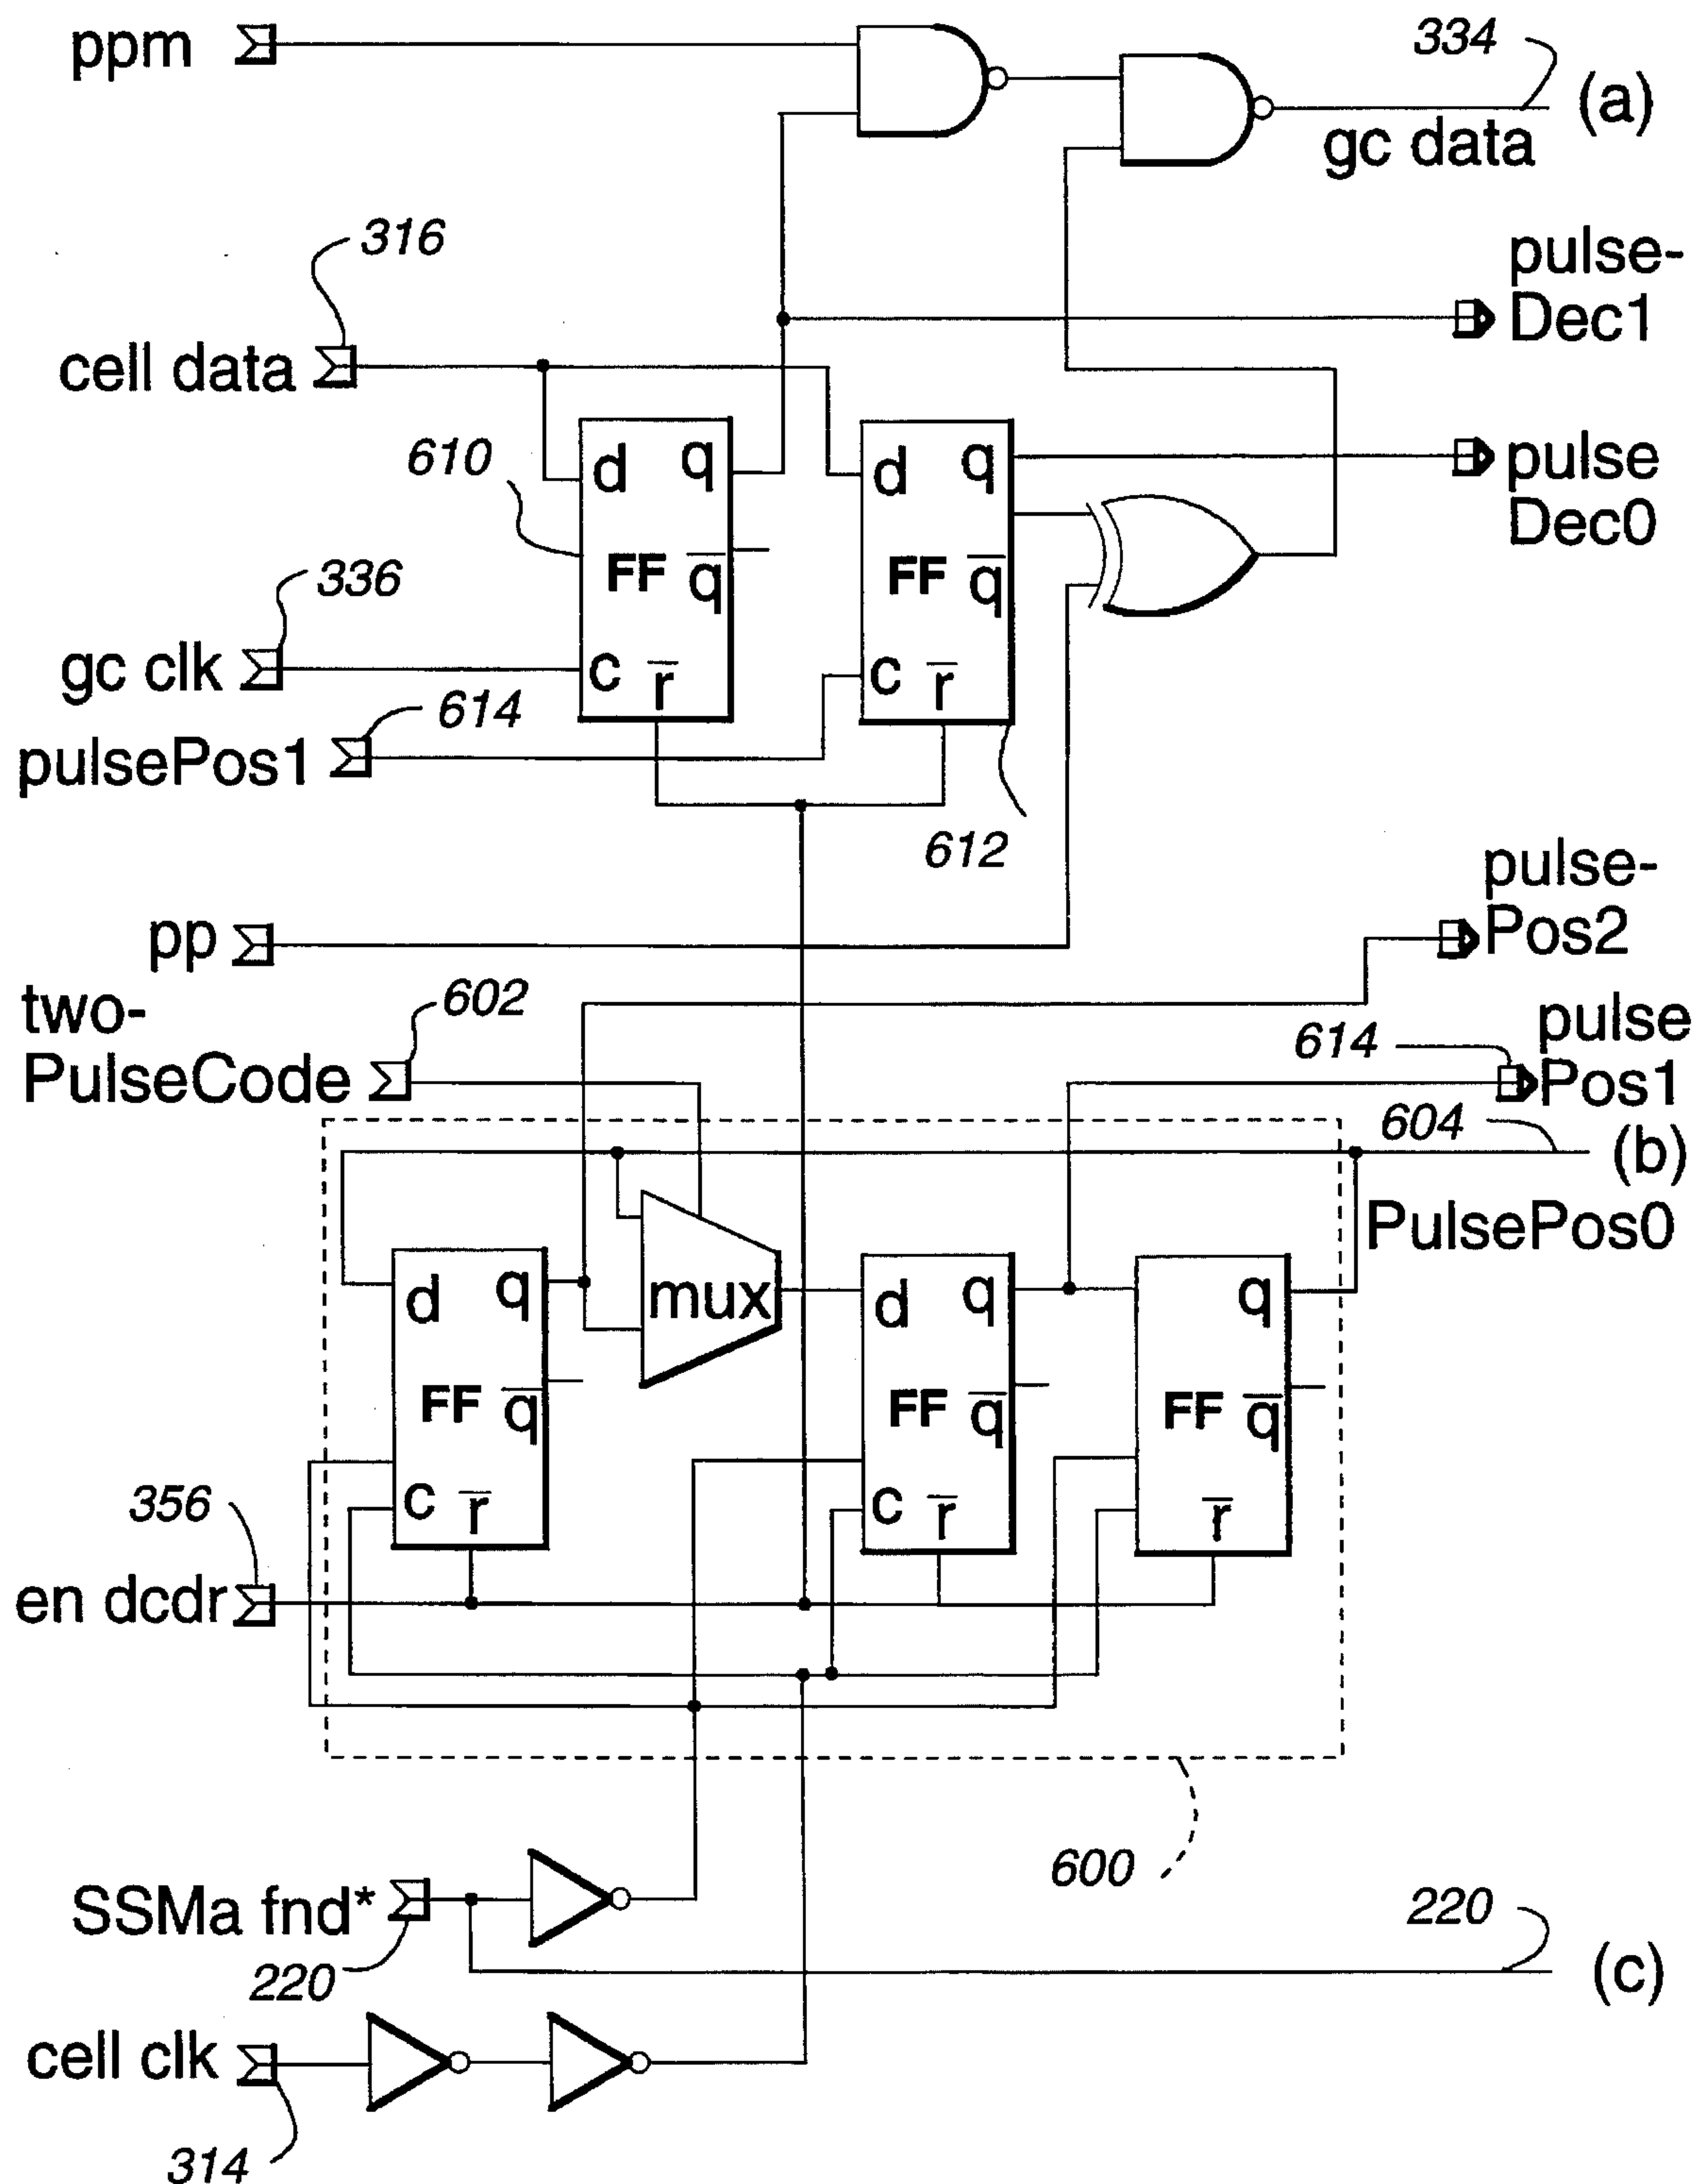 ppm
334
(a)
gc data
316
pulse-
Dec1
cell data
610
d
q
FF
q̅
c
r̅
d
q
FF
q̅
c
r̅
pulse
Dec0
336
gc clk
614
pulsePos1
612
pulse-
Pos2
pp
two-
PulseCode
602
614
pulse
Pos1
604
(b)
PulsePos0
mux
d
q
FF
q̅
c
r̅
d
q
FF
q̅
c
r̅
q
FF
q̅
r̅
356
en dcdr
600
SSMa fnd*
220
220
(c)
cell clk
314